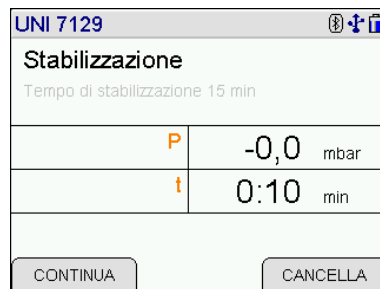 UNI 7129
Stabilizzazione
Tempo di stabilizzazione 15 min
P -0,0 mbar
t 0:10 min
CONTINUA CANCELLA